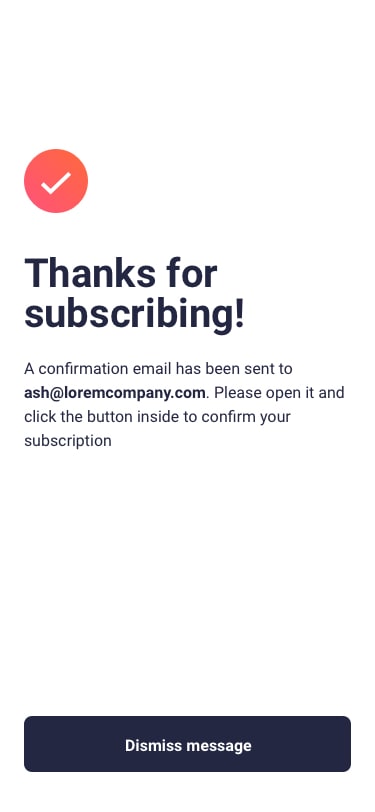 Thanks for
subscribing!
A confirmation email has been sent to
ash@loremcompany.com. Please open it and
click the button inside to confirm your
subscription
Dismiss message